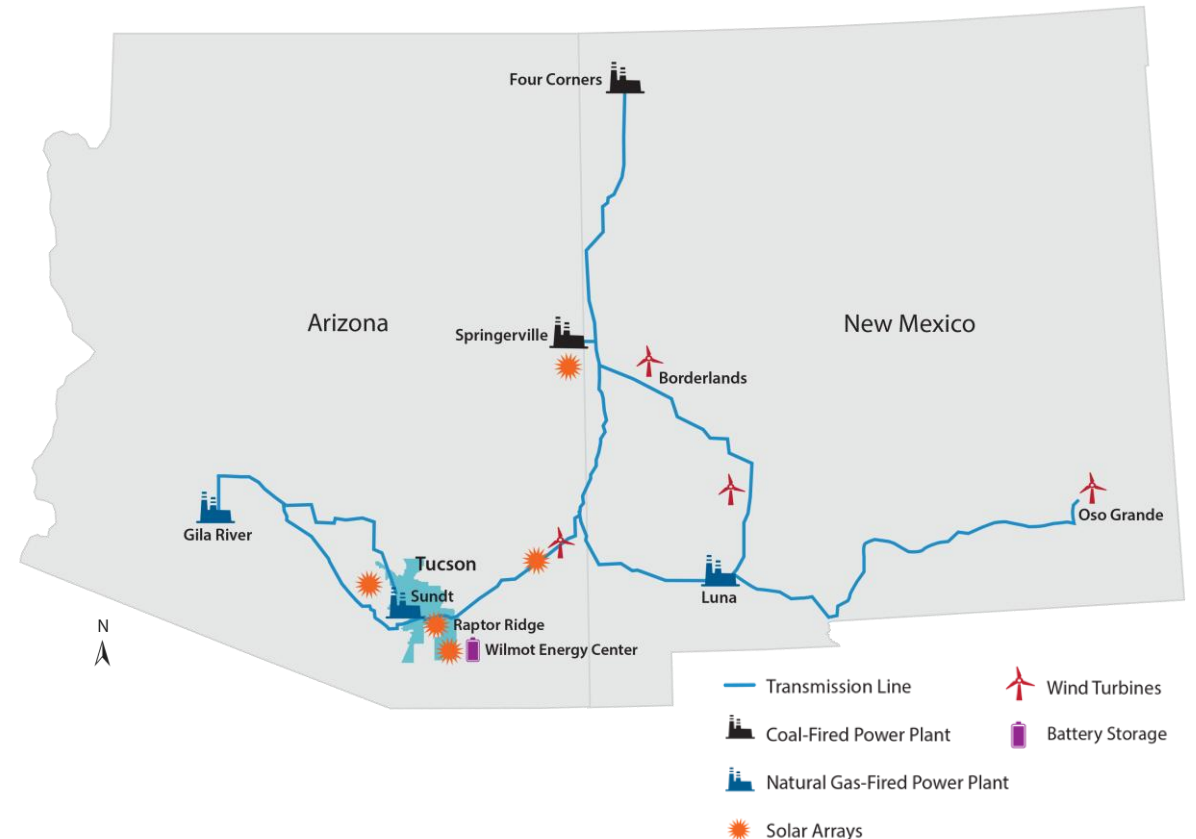 Four Corners
Arizona
New Mexico
Springerville
Borderlands
Gila River
Oso Grande
Tucson
Sundt
Luna
Raptor Ridge
Wilmot Energy Center
N
Transmission Line
Wind Turbines
Coal-Fired Power Plant
Battery Storage
Natural Gas-Fired Power Plant
Solar Arrays